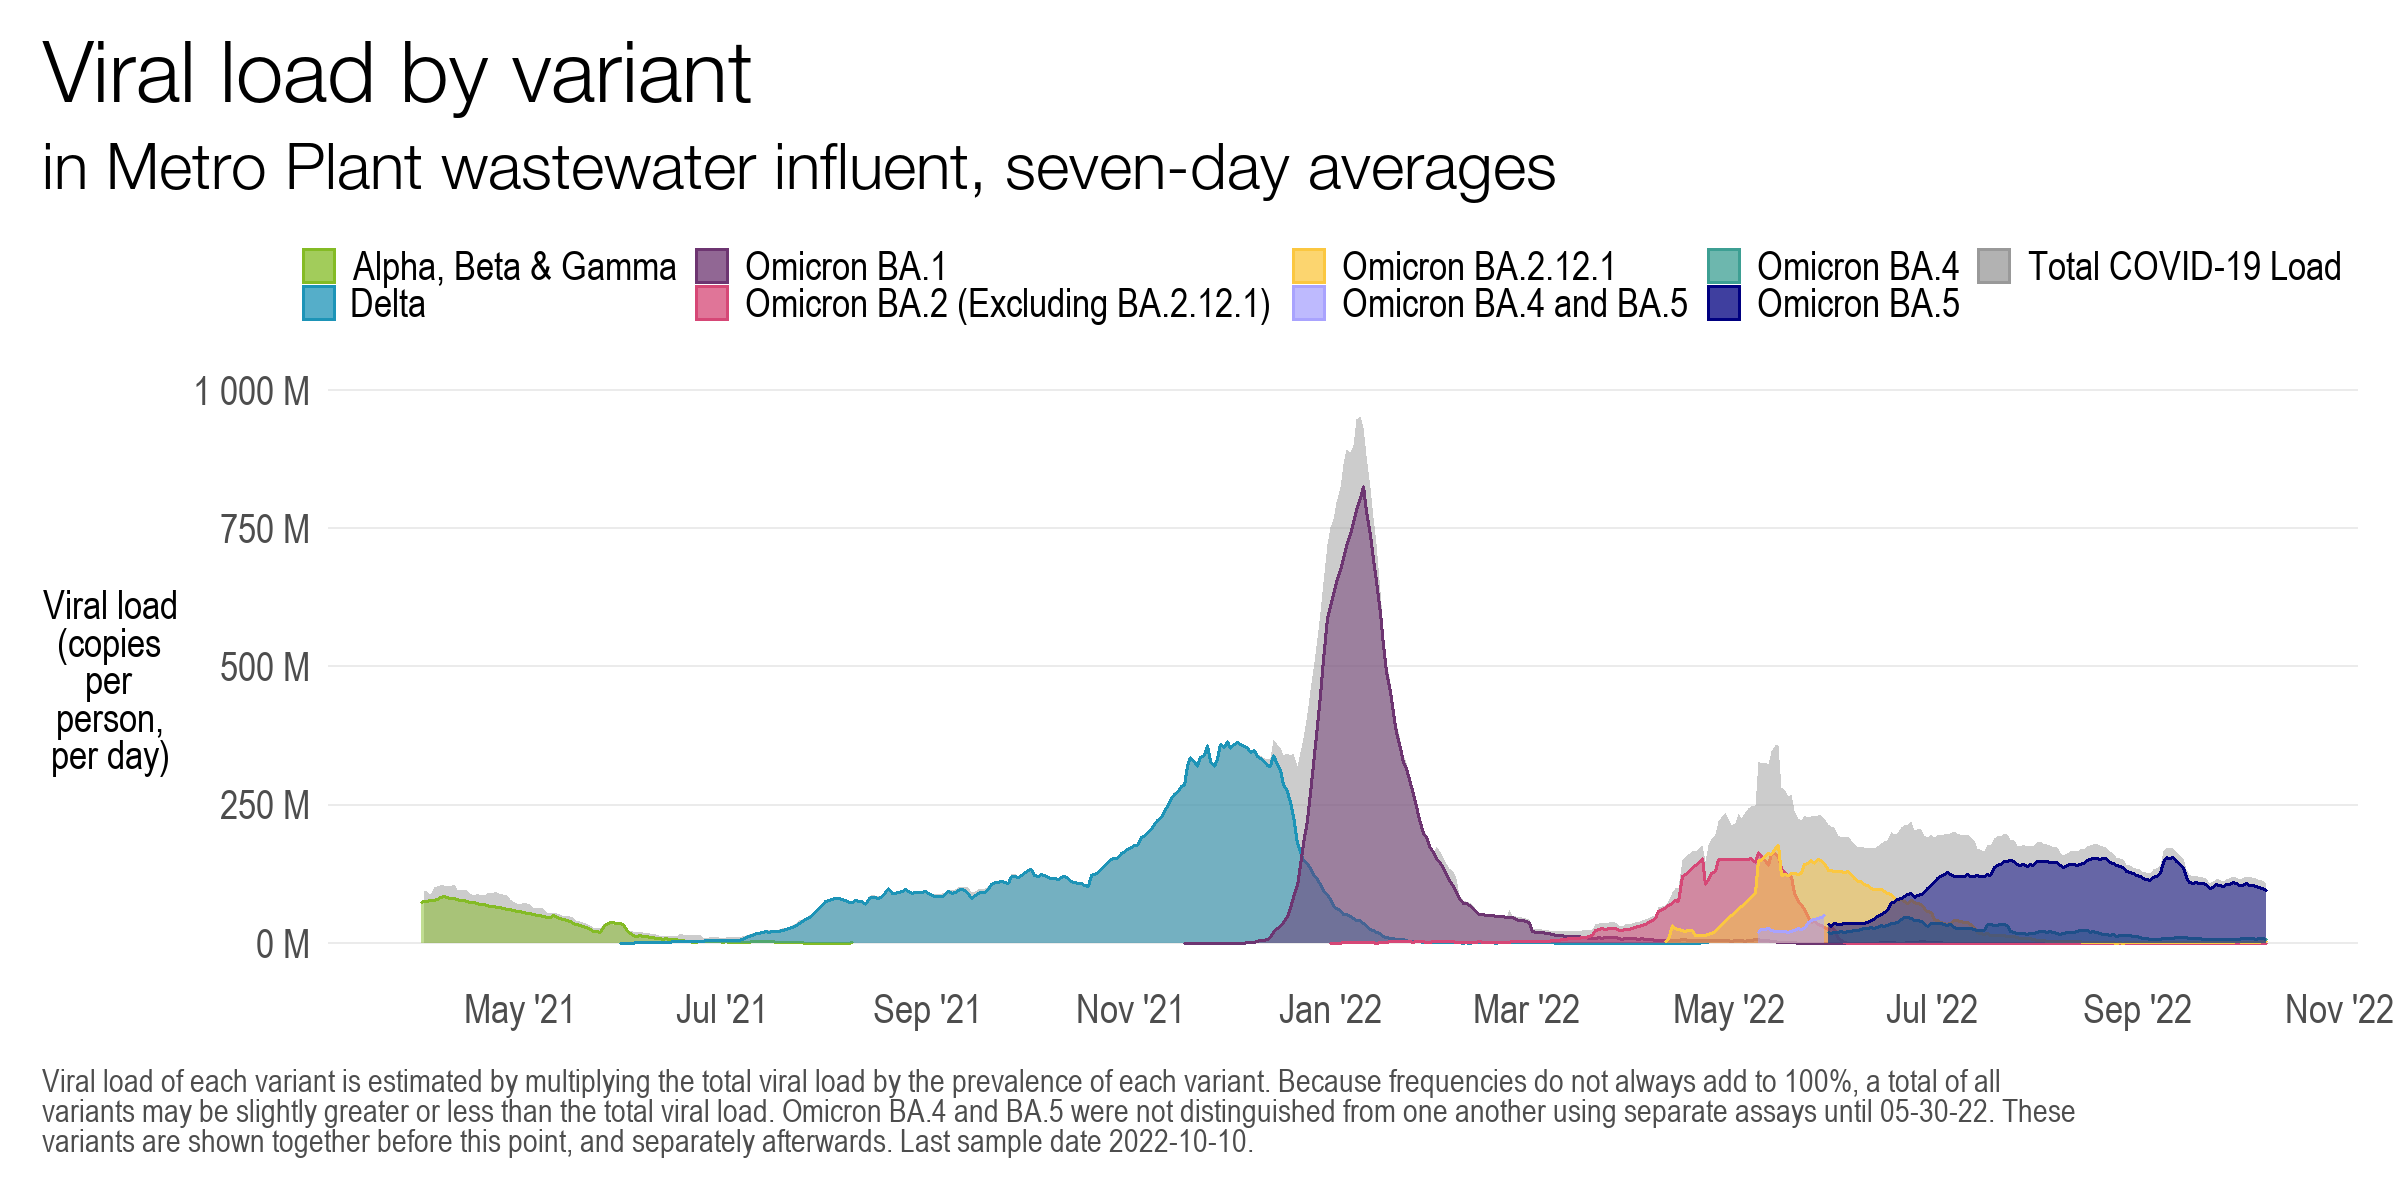 Viral load by variant
in Metro Plant wastewater influent, seven-day averages
Alpha, Beta & Gamma Omicron BA.1 Omicron BA.2.12.1 Omicron BA.4 Total COVID-19 Load
Delta Omicron BA.2 (Excluding BA.2.12.1) Omicron BA.4 and BA.5 Omicron BA.5
1 000 M
750 M
500 M
250 M
0 M
Viral load
(copies
per
person,
per day)
May '21 Jul '21 Sep '21 Nov '21 Jan '22 Mar '22 May '22 Jul '22 Sep '22 Nov '22
Viral load of each variant is estimated by multiplying the total viral load by the prevalence of each variant. Because frequencies do not always add to 100%, a total of all
variants may be slightly greater or less than the total viral load. Omicron BA.4 and BA.5 were not distinguished from one another using separate assays until 05-30-22. These
variants are shown together before this point, and separately afterwards. Last sample date 2022-10-10.